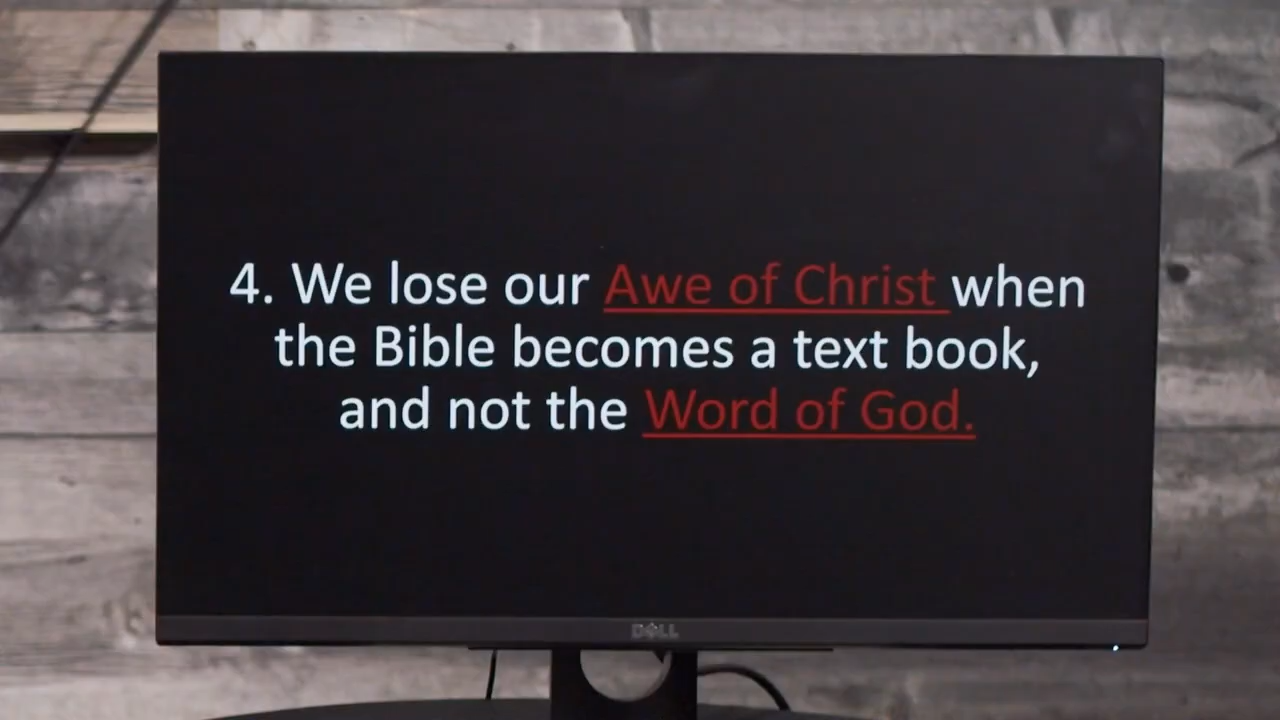 4. We lose our Awe of Christ when
the Bible becomes a text book,
and not the Word of God.
DELL